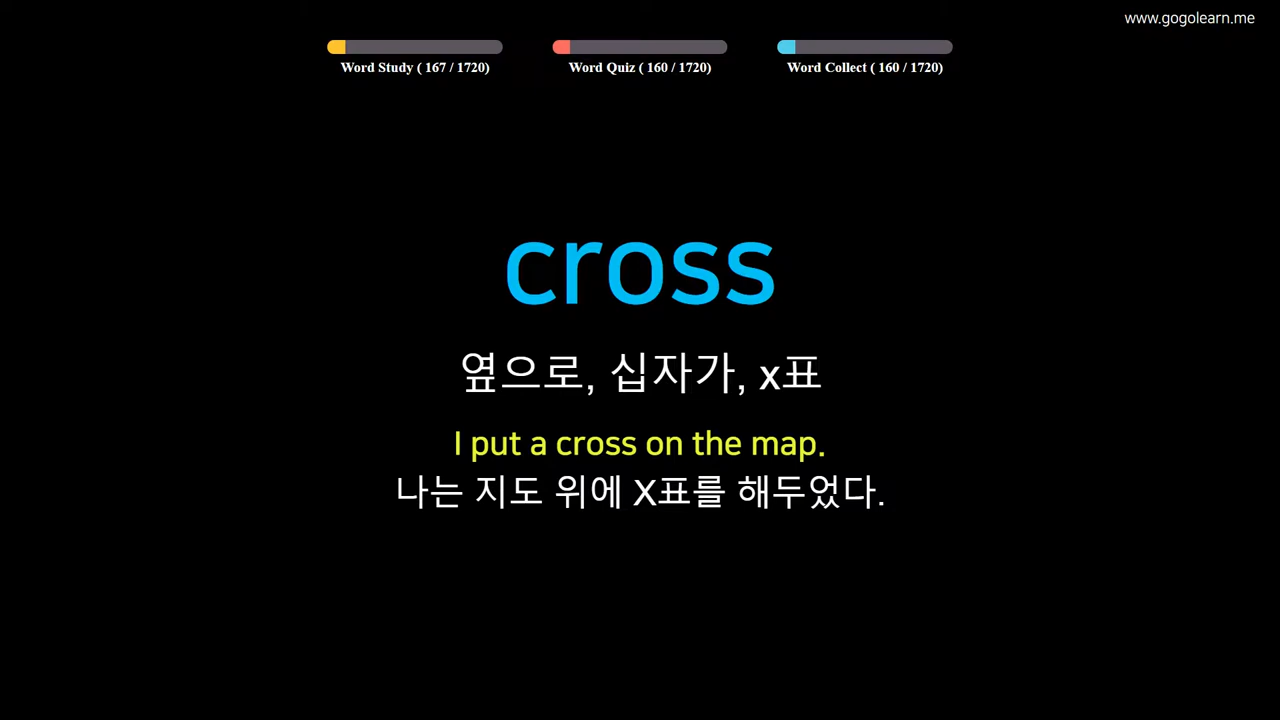 www.gogolearn.me
Word Study ( 167 / 1720)
Word Quiz ( 160 / 1720)
Word Collect ( 160 / 1720)
cross
옆으로, 십자가, x표
I put a cross on the map.
나는 지도 위에 X표를 해두었다.